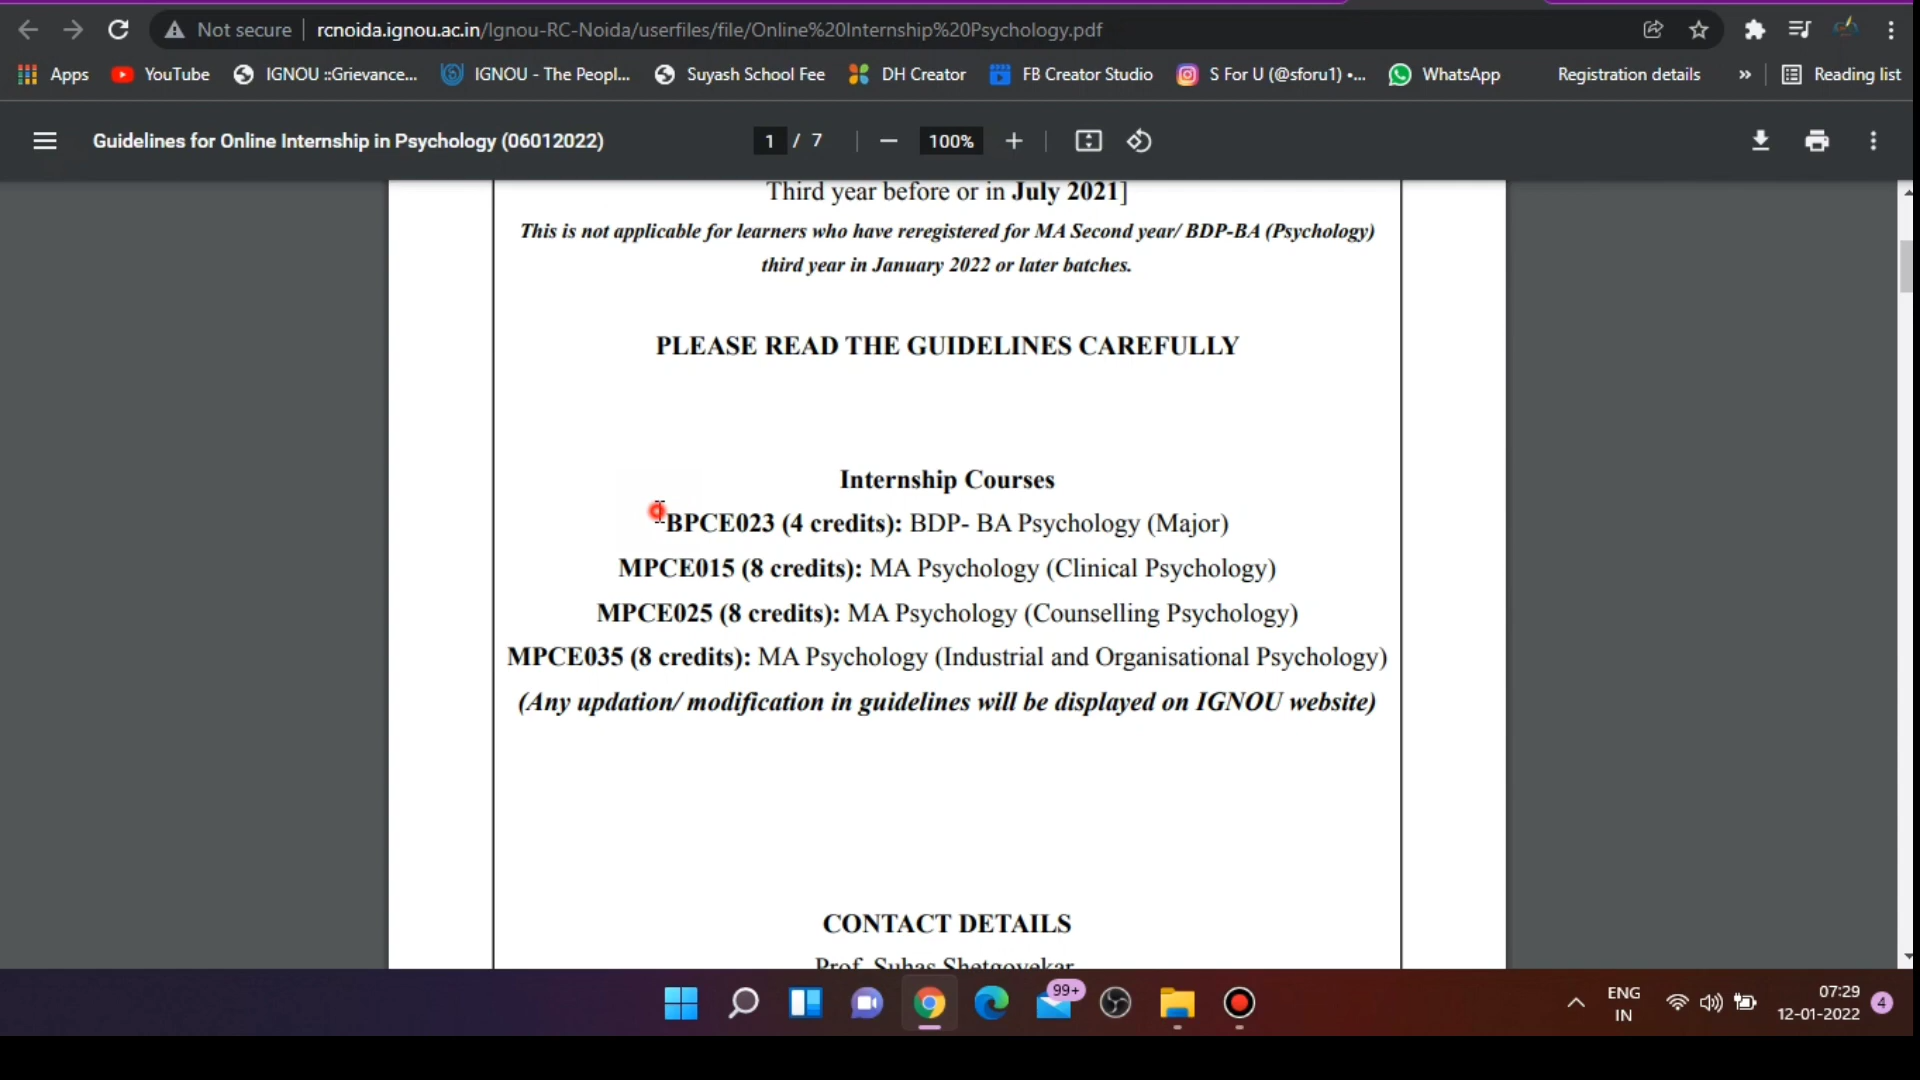 Not secure rcnoida.ignou.ac.in/Ignou-RC-Noida/userfiles/file/Online%20Internship%20Psychology.pdf
Apps YouTube IGNOU ::Grievance... IGNOU - The Peopl... Suyash School Fee DH Creator FB Creator Studio S For U (@sforu1) •... WhatsApp Registration details » Reading list
Guidelines for Online Internship in Psychology (06012022) 1 / 7 100%
Third year before or in July 2021]
This is not applicable for learners who have reregistered for MA Second year/ BDP-BA (Psychology)
third year in January 2022 or later batches.
PLEASE READ THE GUIDELINES CAREFULLY
Internship Courses
BPCE023 (4 credits): BDP- BA Psychology (Major)
MPCE015 (8 credits): MA Psychology (Clinical Psychology)
MPCE025 (8 credits): MA Psychology (Counselling Psychology)
MPCE035 (8 credits): MA Psychology (Industrial and Organisational Psychology)
(Any updation/ modification in guidelines will be displayed on IGNOU website)
CONTACT DETAILS
Prof. Suhas Shetgovekar
99+
ENG
IN
07:29
12-01-2022
4